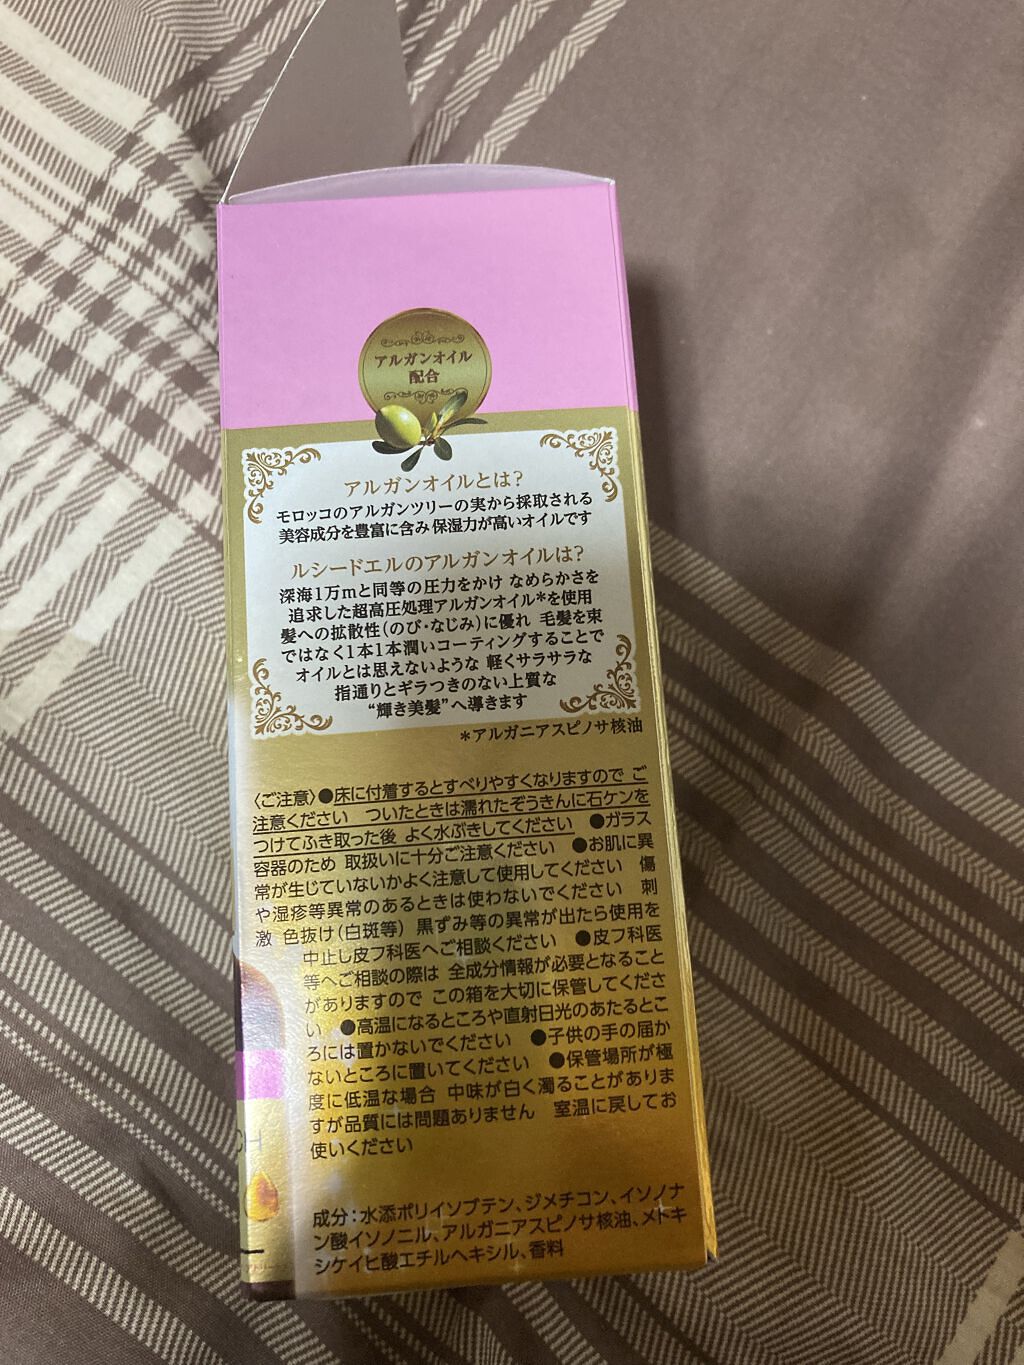 アルガンオイル
配合
アルガンオイルとは?
モロッコのアルガンツリーの実から採取される
美容成分を豊富に含み 保湿力が高いオイルです
ルシードエルのアルガンオイルは?
深海1万mと同等の圧力をかけ なめらかさを
追求した超高圧処理アルガンオイル*を使用
髪への拡散性(のび・なじみ)に優れ 毛髪を束
ではなく1本1本潤いコーティングすることで
オイルとは思えないような 軽くサラサラな
指通りとギラつきのない上質な
“輝き美髪”へ導きます
*アルガニアスピノサ核油
〈ご注意〉●床に付着するとすべりやすくなりますので ご
注意ください ついたときは濡れたぞうきんに石ケンを
つけてふき取った後 よく水ぶきしてください ●ガラス
容器のため 取扱いに十分ご注意ください ●お肌に異
常が生じていないかよく注意して使用してください 傷
や湿疹等異常のあるときは使わないでください 刺
激 色抜け(白斑等) 黒ずみ等の異常が出たら使用を
中止し皮フ科医へご相談ください ●皮フ科医
等へご相談の際は 全成分情報が必要となること
がありますので この箱を大切に保管してくださ
い ●高温になるところや直射日光のあたるとこ
ろには置かないでください ●子供の手の届か
ないところに置いてください ●保管場所が極
度に低温な場合 中味が白く濁ることがありま
すが品質には問題ありません 室温に戻してお
使いください
成分:水添ポリイソブテン、ジメチコン、イソノナ
ン酸イソノニル、アルガニアスピノサ核油、メトキ
シケイヒ酸エチルヘキシル、香料